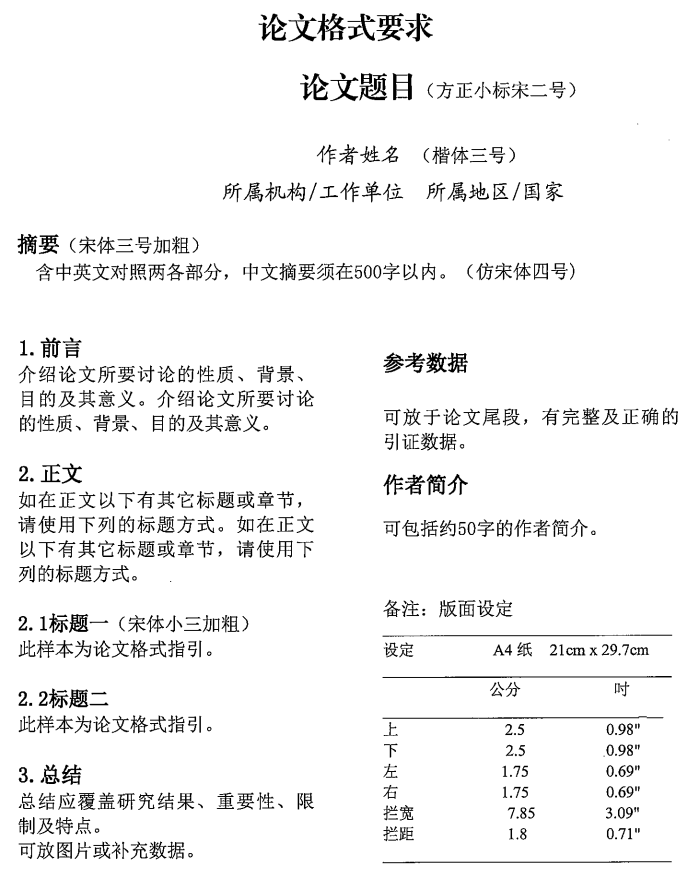 论文格式要求
论文题目（方正小标宋二号）
作者姓名 （楷体三号）
所属机构/工作单位 所属地区/国家
摘要（宋体三号加粗）
含中英文对照两各部分，中文摘要须在500字以内。（仿宋体四号）
1. 前言
介绍论文所要讨论的性质、背景、
目的及其意义。介绍论文所要讨论
的性质、背景、目的及其意义。
2. 正文
如在正文以下有其它标题或章节，
请使用下列的标题方式。如在正文
以下有其它标题或章节，请使用下
列的标题方式。
2.1标题一（宋体小三加粗）
此样本为论文格式指引。
2.2标题二
此样本为论文格式指引。
3. 总结
总结应覆盖研究结果、重要性、限
制及特点。
可放图片或补充数据。
参考数据
可放于论文尾段，有完整及正确的
引证数据。
作者简介
可包括约50字的作者简介。
备注：版面设定
设定 A4 纸 21cm x 29.7cm
公分 吋
上 2.5 0.98"
下 2.5 0.98"
左 1.75 0.69"
右 1.75 0.69"
拦宽 7.85 3.09"
拦距 1.8 0.71"